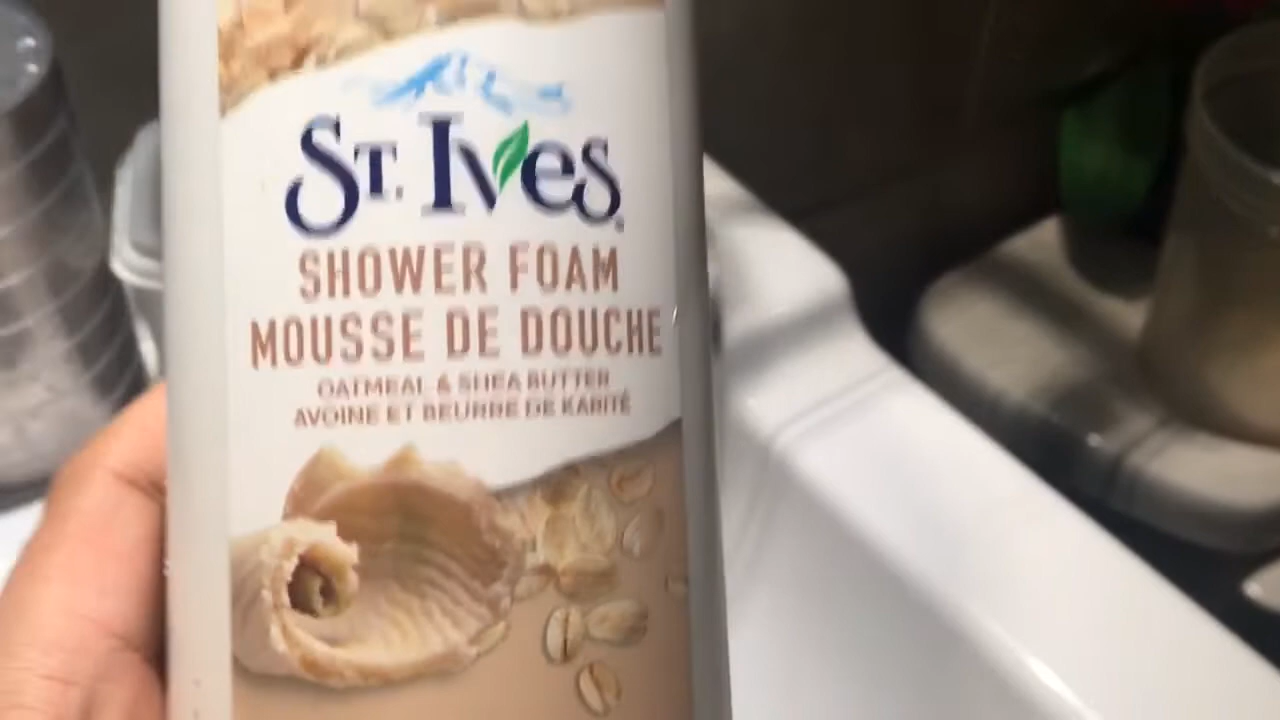 St. Ives
SHOWER FOAM
MOUSSE DE DOUCHE
OATMEAL & SHEA BUTTER
AVOINE ET BEURRE DE KARITÉ